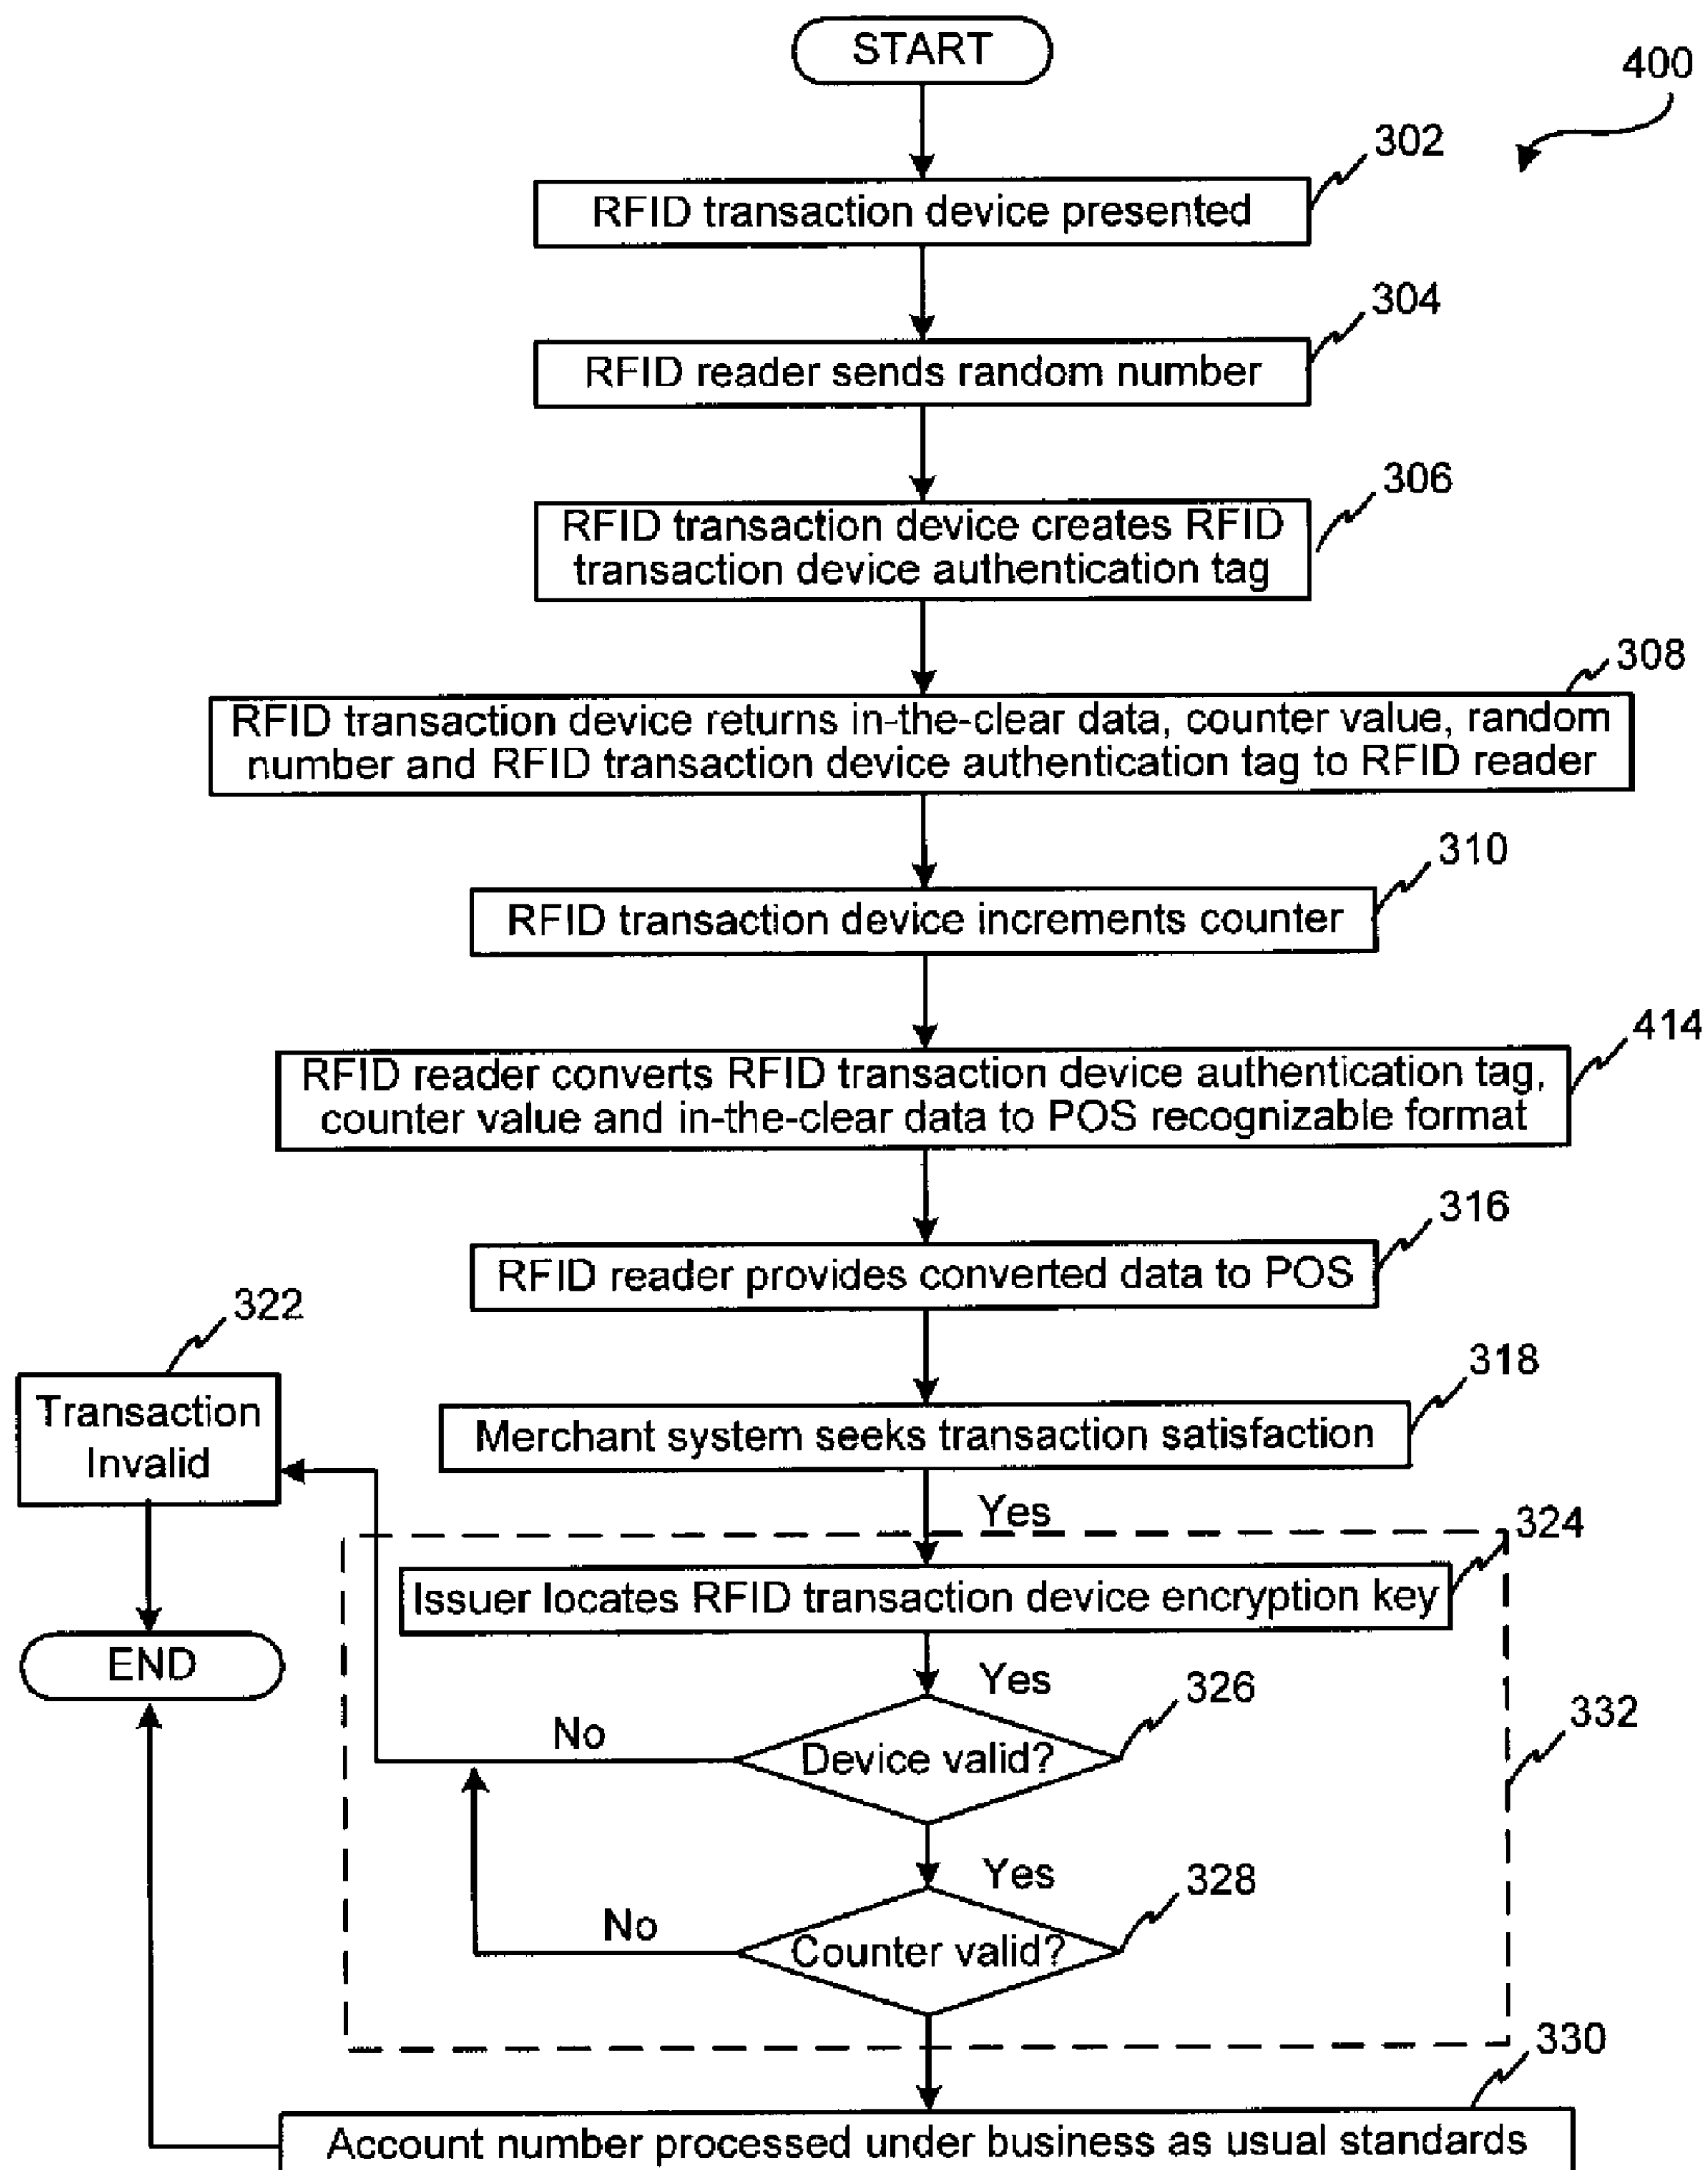 START
400
302
RFID transaction device presented
304
RFID reader sends random number
306
RFID transaction device creates RFID
transaction device authentication tag
308
RFID transaction device returns in-the-clear data, counter value, random
number and RFID transaction device authentication tag to RFID reader
310
RFID transaction device increments counter
414
RFID reader converts RFID transaction device authentication tag,
counter value and in-the-clear data to POS recognizable format
316
RFID reader provides converted data to POS
322
Transaction
Invalid
318
Merchant system seeks transaction satisfaction
Yes
324
Issuer locates RFID transaction device encryption key
END
Yes
326
No
Device valid?
332
Yes
328
No
Counter valid?
330
Account number processed under business as usual standards